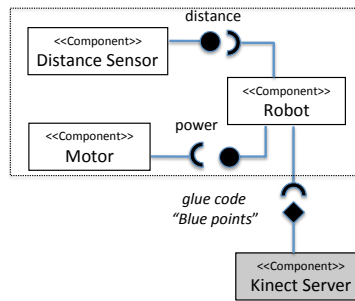 distance
<<Component>>
Distance Sensor
<<Component>>
Robot
power
<<Component>>
Motor
glue code
“Blue points”
<<Component>>
Kinect Server